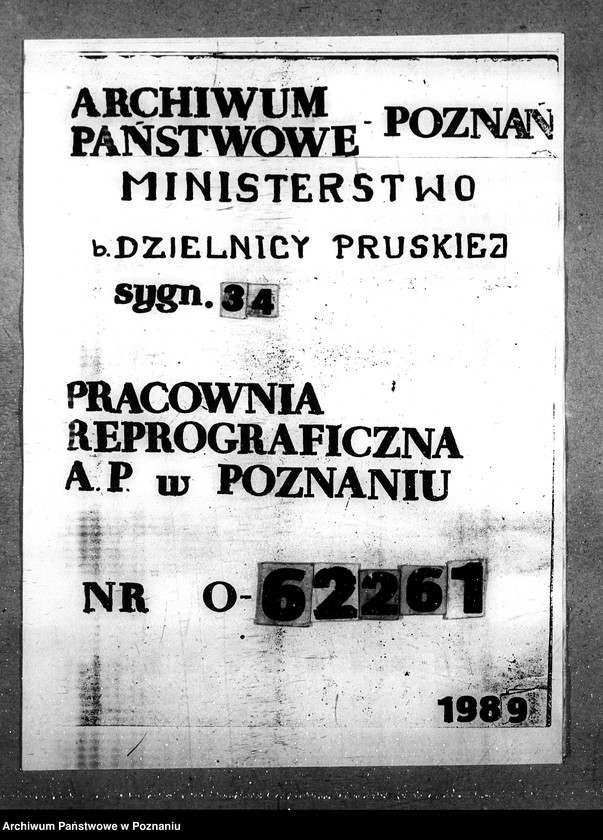 ARCHIWUM
PAŃSTWOWE - POZNAŃ
MINISTERSTWO
b. DZIELNICY PRUSKIEJ
sygn. 34
PRACOWNIA
REPROGRAFICZNA
A. P. w POZNANIU
NR O-62261
1989
Archiwum Państwowe w Poznaniu